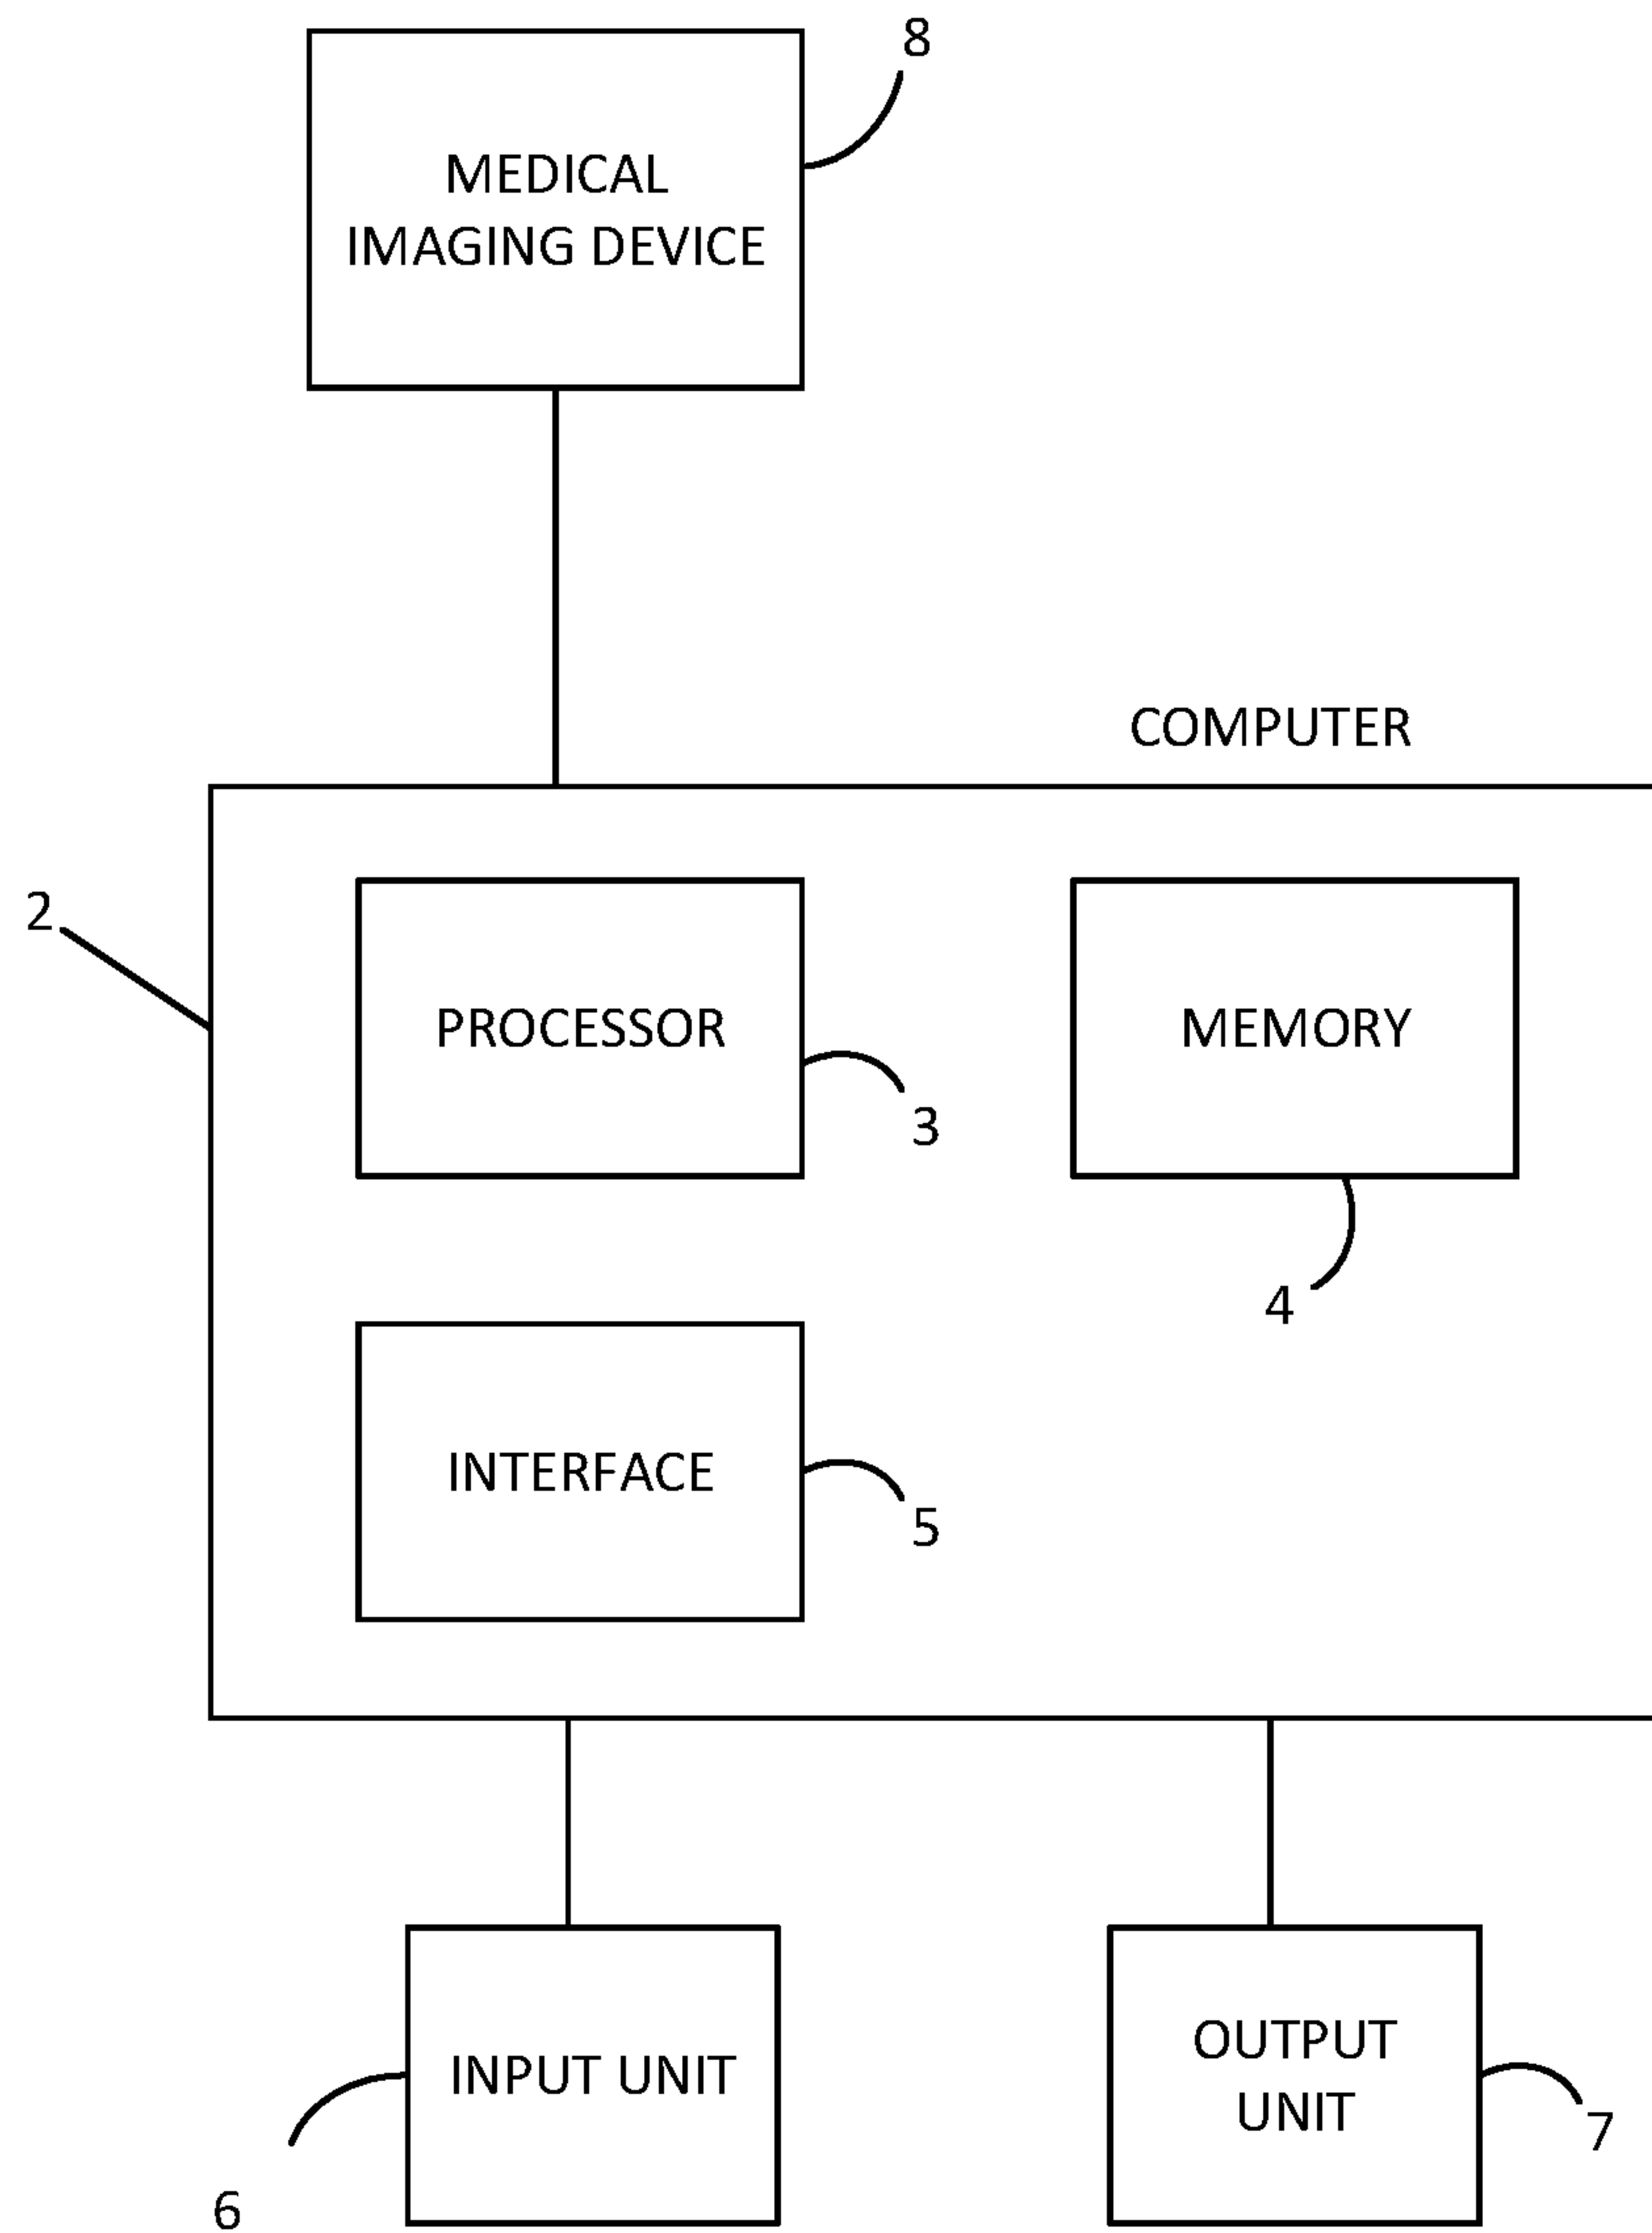 8
MEDICAL
IMAGING DEVICE
COMPUTER
2
PROCESSOR
MEMORY
3
4
INTERFACE
5
INPUT UNIT
OUTPUT
UNIT
7
6